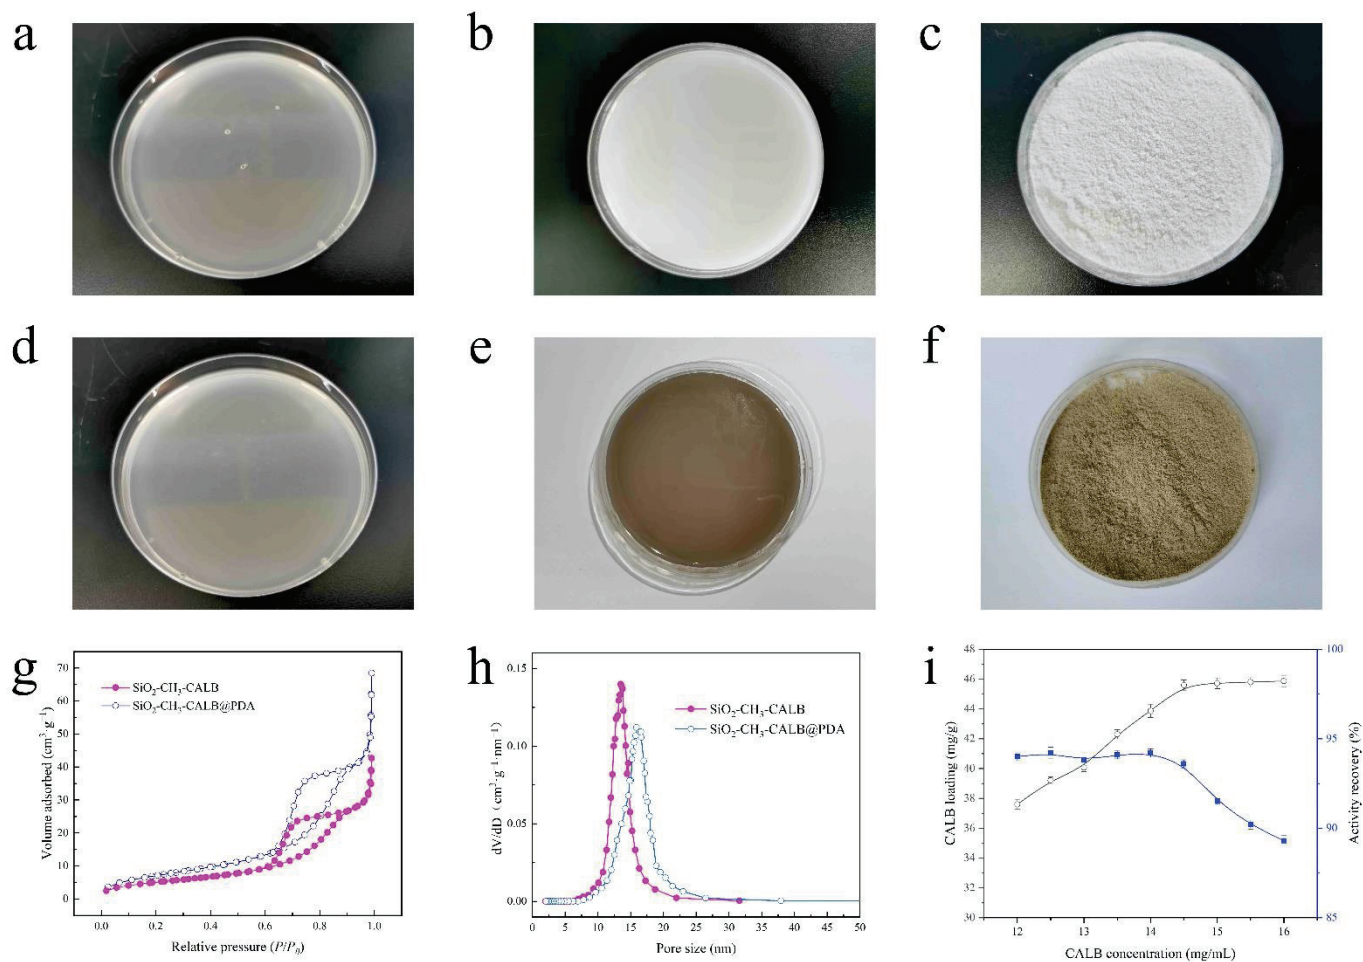 a
b
c
d
e
f
g
70
60
50
40
30
20
10
0
Volume adsorbed (cm³·g⁻¹)
SiO₂-CH₃-CALB
SiO₂-CH₃-CALB@PDA
0.0 0.2 0.4 0.6 0.8 1.0
Relative pressure (P/P₀)
h
0.15
0.10
0.05
0.00
dV/dD (cm³·g⁻¹·nm⁻¹)
SiO₂-CH₃-CALB
SiO₂-CH₃-CALB@PDA
0 5 10 15 20 25 30 35 40 45 50
Pore size (nm)
i
48
46
44
42
40
38
36
34
32
30
CALB loading (mg/g)
100
95
90
85
Activity recovery (%)
12 13 14 15 16
CALB concentration (mg/mL)